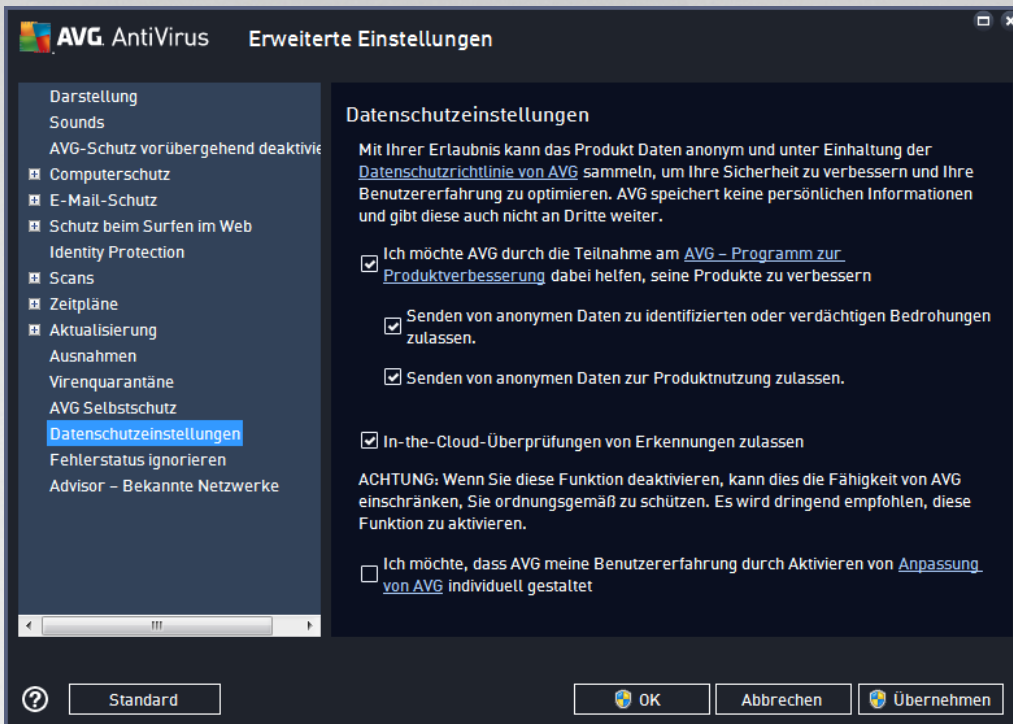 AVG. AntiVirus Erweiterte Einstellungen
Darstellung
Sounds
AVG-Schutz vorübergehend deaktivie
Computerschutz
E-Mail-Schutz
Schutz beim Surfen im Web
Identity Protection
Scans
Zeitpläne
Aktualisierung
Ausnahmen
Virenquarantäne
AVG Selbstschutz
Datenschutzeinstellungen
Fehlerstatus ignorieren
Advisor – Bekannte Netzwerke
Datenschutzeinstellungen
Mit Ihrer Erlaubnis kann das Produkt Daten anonym und unter Einhaltung der
Datenschutzrichtlinie von AVG sammeln, um Ihre Sicherheit zu verbessern und Ihre
Benutzererfahrung zu optimieren. AVG speichert keine persönlichen Informationen
und gibt diese auch nicht an Dritte weiter.
Ich möchte AVG durch die Teilnahme am AVG – Programm zur
Produktverbesserung dabei helfen, seine Produkte zu verbessern
Senden von anonymen Daten zu identifizierten oder verdächtigen Bedrohungen
zulassen.
Senden von anonymen Daten zur Produktnutzung zulassen.
In-the-Cloud-Überprüfungen von Erkennungen zulassen
ACHTUNG: Wenn Sie diese Funktion deaktivieren, kann dies die Fähigkeit von AVG
einschränken, Sie ordnungsgemäß zu schützen. Es wird dringend empfohlen, diese
Funktion zu aktivieren.
Ich möchte, dass AVG meine Benutzererfahrung durch Aktivieren von Anpassung
von AVG individuell gestaltet
? Standard OK Abbrechen Übernehmen